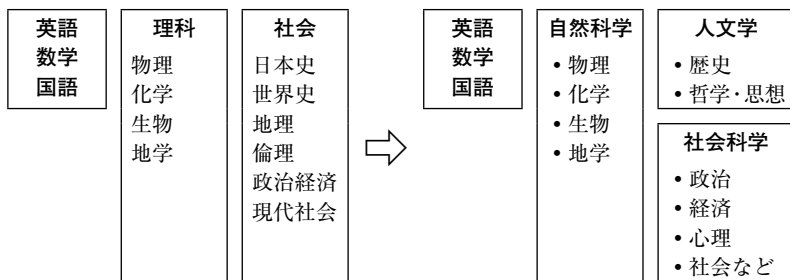 英語
数学
国語
理科
物理
化学
生物
地学
社会
日本史
世界史
地理
倫理
政治経済
現代社会
英語
数学
国語
自然科学
• 物理
• 化学
• 生物
• 地学
人文学
• 歴史
• 哲学・思想
社会科学
• 政治
• 経済
• 心理
• 社会など